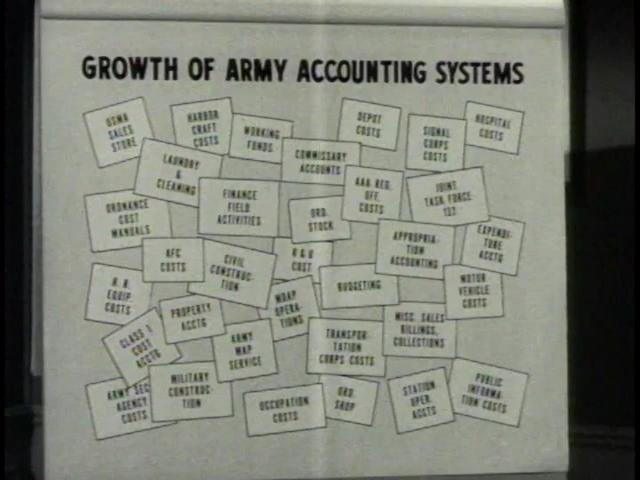 GROWTH OF ARMY ACCOUNTING SYSTEMS
USMA
SALES
STORE
HARBOR
CRAFT
COSTS
WORKING
FUNDS
DEPOT
COSTS
SIGNAL
CORPS
COSTS
HOSPITAL
COSTS
LAUNDRY
&
CLEANING
COMMISSARY
ACCOUNTS
AAA REG.
OFF.
COSTS
JOINT
TASK FORCE
132
ORDNANCE
COST
MANUALS
FINANCE
FIELD
ACTIVITIES
ORD.
STOCK
APPROPRIA-
TION
ACCOUNTING
EXPENDI-
TURE
ACCTG
AFC
COSTS
CIVIL
CONSTRUC-
TION
R & U
COST
BUDGETING
MOTOR
VEHICLE
COSTS
R. R.
EQUIP.
COSTS
PROPERTY
ACCTG
MDAP
OPERA-
TIONS
MISC. SALES
BILLINGS,
COLLECTIONS
CLASS 1
COST
ACCTG
ARMY
MAP
SERVICE
TRANSPOR-
TATION
CORPS COSTS
ARMY SEC
AGENCY
COSTS
MILITARY
CONSTRUC-
TION
OCCUPATION
COSTS
ORD.
SHOP
STATION
OPER.
ACCTS
PUBLIC
INFORMA-
TION COSTS